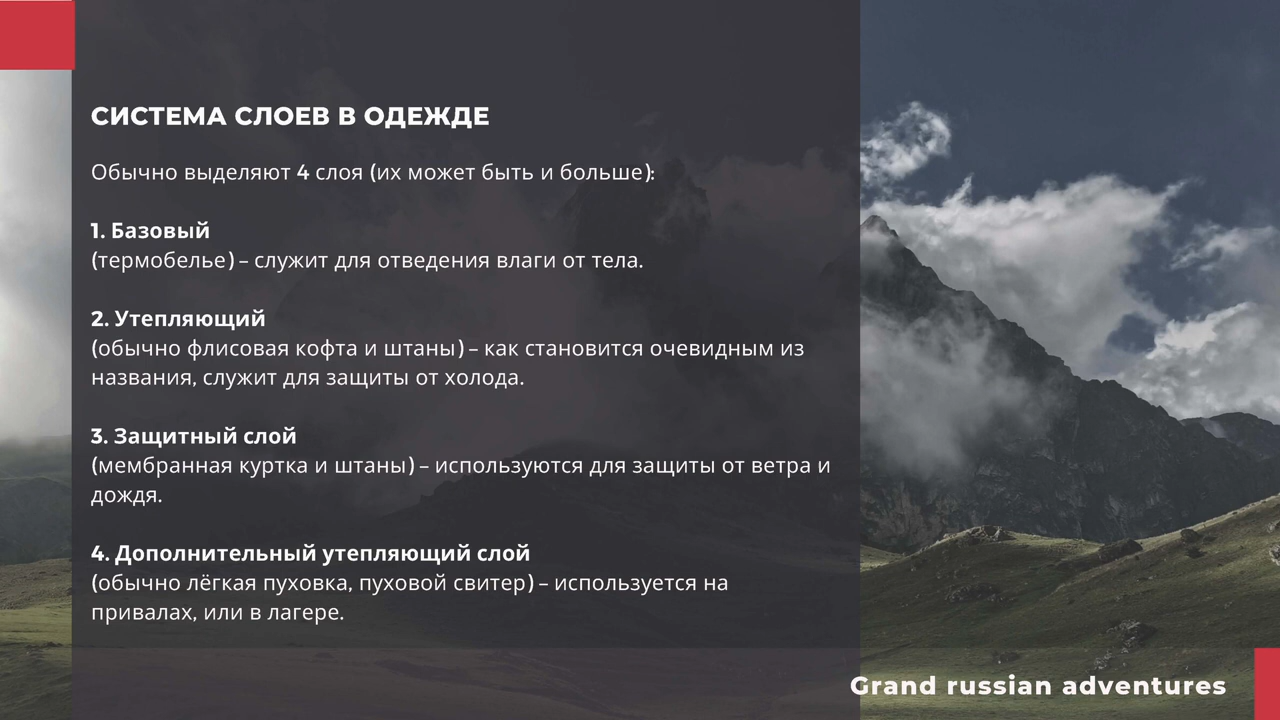 СИСТЕМА СЛОЕВ В ОДЕЖДЕ
Обычно выделяют 4 слоя (их может быть и больше):
1. Базовый
(термобелье) – служит для отведения влаги от тела.
2. Утепляющий
(обычно флисовая кофта и штаны) – как становится очевидным из
названия, служит для защиты от холода.
3. Защитный слой
(мембранная куртка и штаны) – используются для защиты от ветра и
дождя.
4. Дополнительный утепляющий слой
(обычно лёгкая пуховка, пуховой свитер) – используется на
привалах, или в лагере.
Grand russian adventures